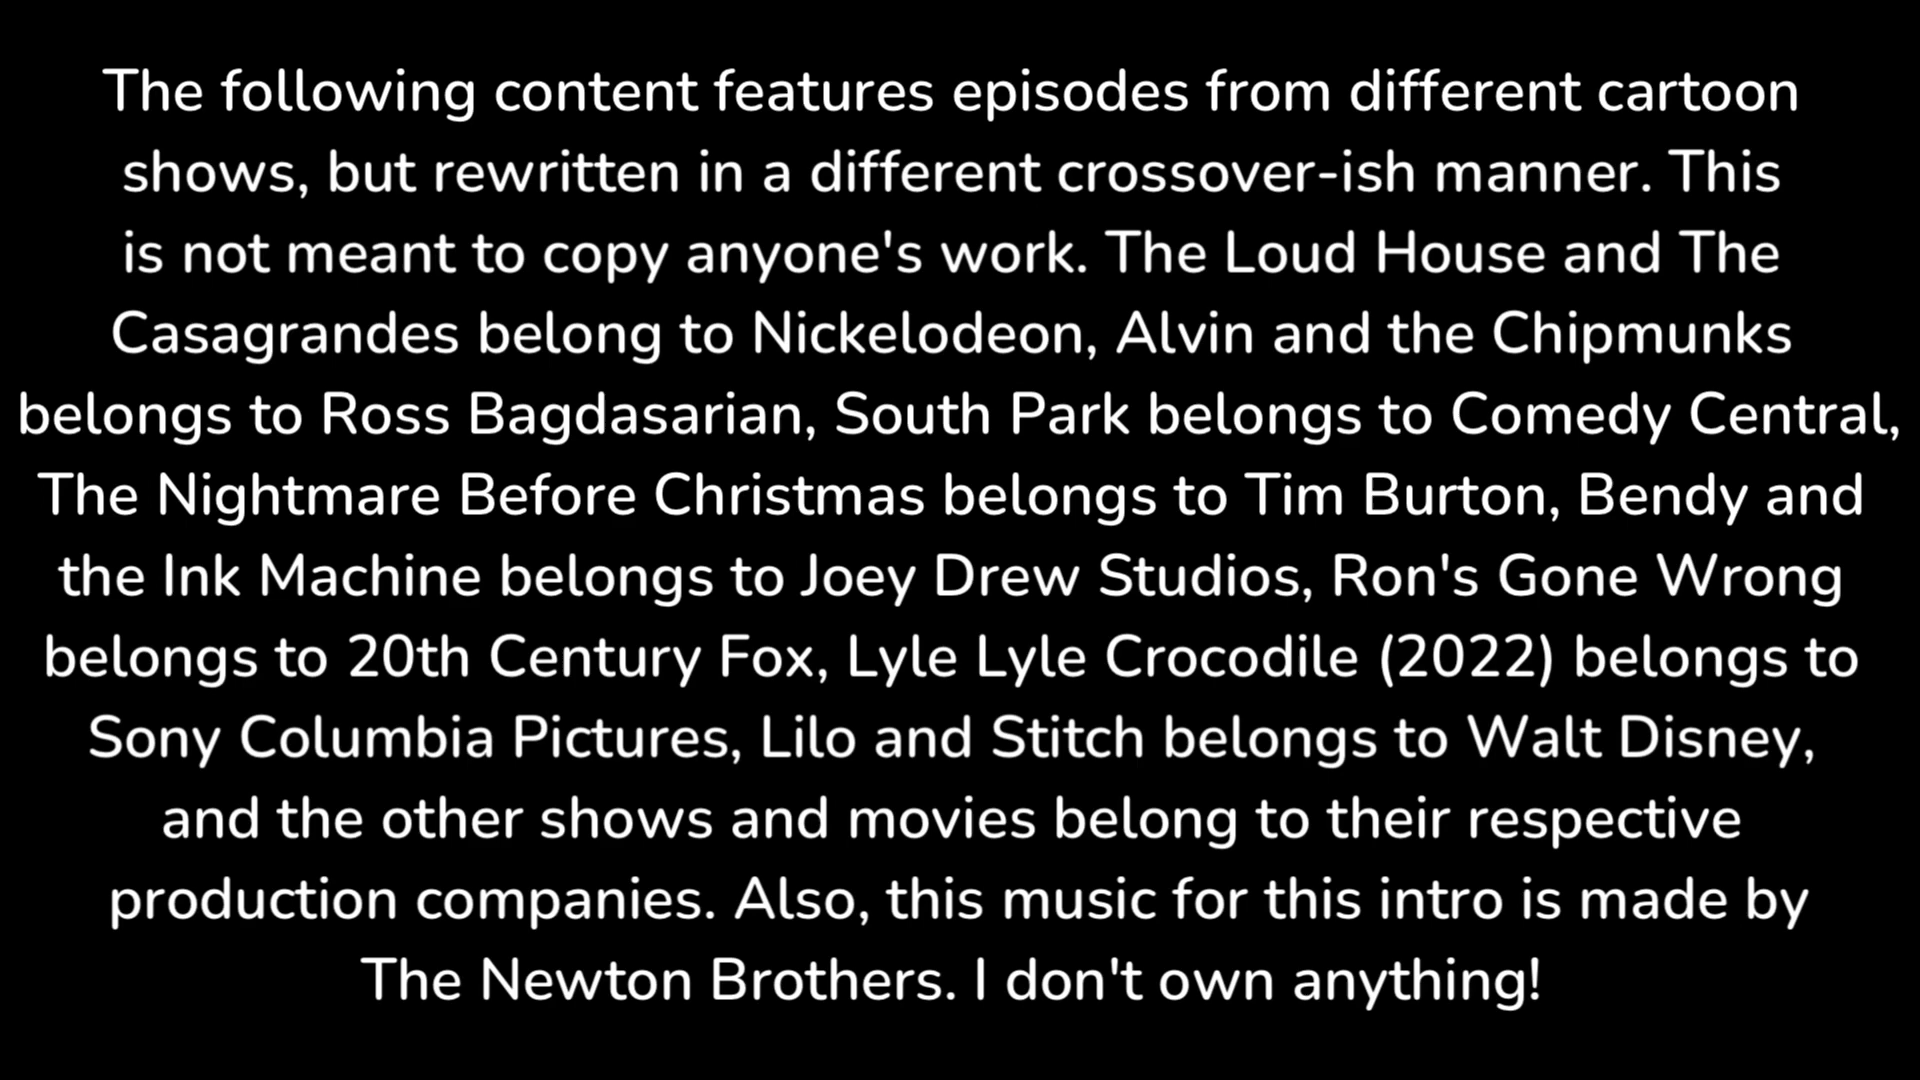 The following content features episodes from different cartoon
shows, but rewritten in a different crossover-ish manner. This
is not meant to copy anyone's work. The Loud House and The
Casagrandes belong to Nickelodeon, Alvin and the Chipmunks
belongs to Ross Bagdasarian, South Park belongs to Comedy Central,
The Nightmare Before Christmas belongs to Tim Burton, Bendy and
the Ink Machine belongs to Joey Drew Studios, Ron's Gone Wrong
belongs to 20th Century Fox, Lyle Lyle Crocodile (2022) belongs to
Sony Columbia Pictures, Lilo and Stitch belongs to Walt Disney,
and the other shows and movies belong to their respective
production companies. Also, this music for this intro is made by
The Newton Brothers. I don't own anything!